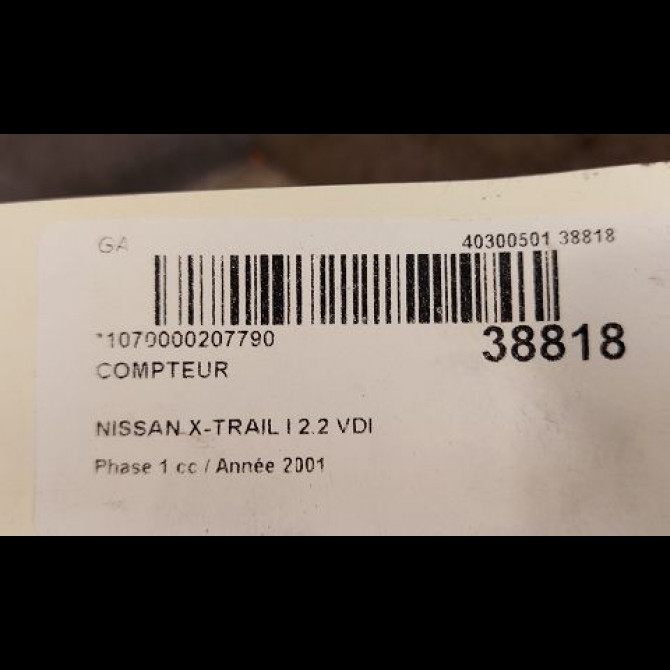 GA 40300501 38818
*1070000207790 38818
COMPTEUR
NISSAN X-TRAIL I 2.2 VDI
Phase 1 cc / Année 2001